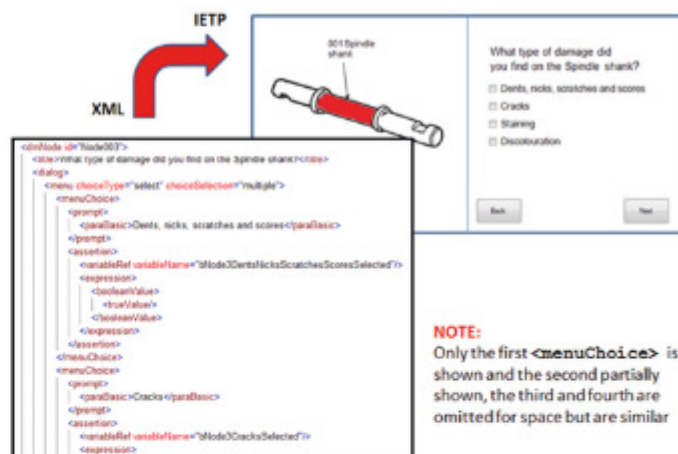 IETP
XML
001Spindle
shank
What type of damage did
you find on the Spindle shank?
Dents, nicks, scratches and scores
Cracks
Staining
Discolouration
Back
Next
<dmNode id="Node003">
<title>What type of damage did you find on the Spindle shank?</title>
<dialog>
<menu choiceType="select" choiceSelection="multiple">
<menuChoice>
<prompt>
<paraBasic>Dents, nicks, scratches and scores</paraBasic>
</prompt>
<assertion>
<variableRef variableName="bNode3DentsNicksScratchesScoresSelected"/>
<expression>
<booleanValue>
<trueValue/>
</booleanValue>
</expression>
</assertion>
</menuChoice>
<menuChoice>
<prompt>
<paraBasic>Cracks</paraBasic>
</prompt>
<assertion>
<variableRef variableName="bNode3CracksSelected"/>
<expression>
NOTE:
Only the first <menuChoice> is
shown and the second partially
shown, the third and fourth are
omitted for space but are similar